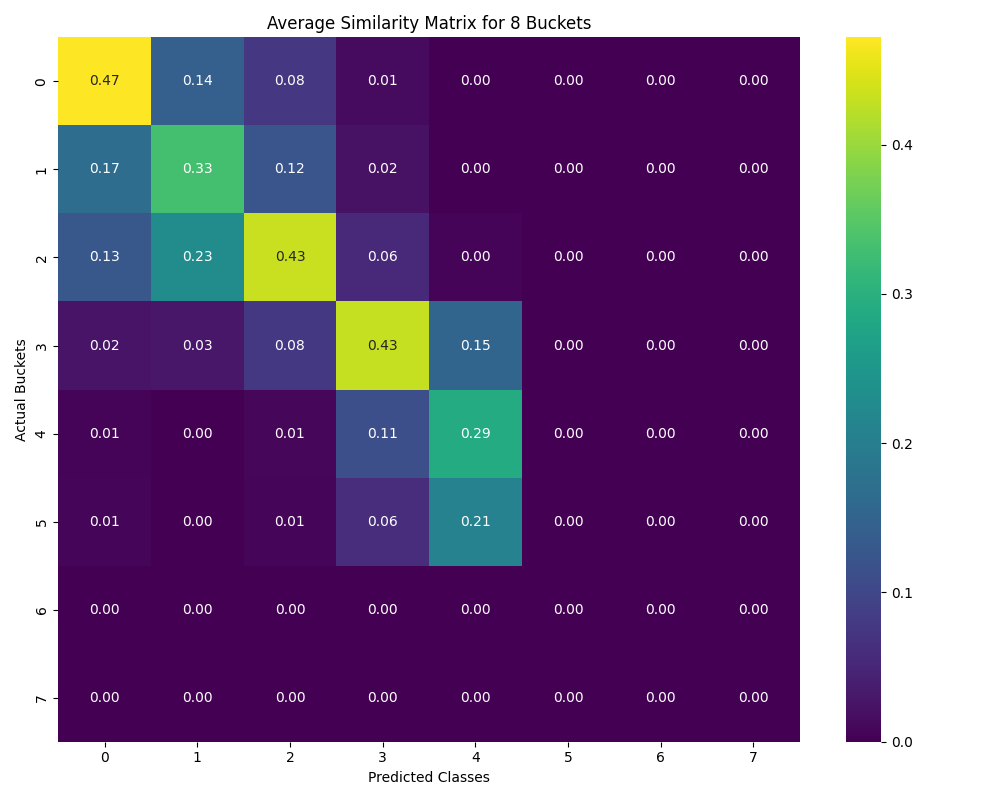 Average Similarity Matrix for 8 Buckets
0 0.47 0.14 0.08 0.01 0.00 0.00 0.00 0.00
1 0.17 0.33 0.12 0.02 0.00 0.00 0.00 0.00
2 0.13 0.23 0.43 0.06 0.00 0.00 0.00 0.00
3 0.02 0.03 0.08 0.43 0.15 0.00 0.00 0.00
4 0.01 0.00 0.01 0.11 0.29 0.00 0.00 0.00
5 0.01 0.00 0.01 0.06 0.21 0.00 0.00 0.00
6 0.00 0.00 0.00 0.00 0.00 0.00 0.00 0.00
7 0.00 0.00 0.00 0.00 0.00 0.00 0.00 0.00
0 1 2 3 4 5 6 7
Predicted Classes
Actual Buckets
0.4
0.3
0.2
0.1
0.0